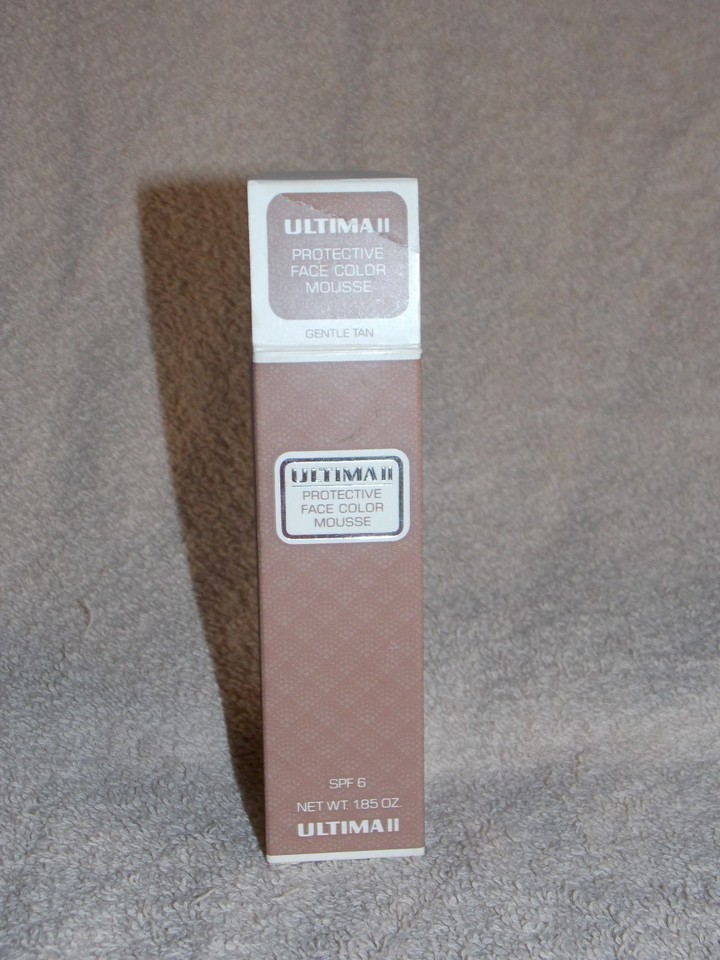 ULTIMA II
PROTECTIVE
FACE COLOR
MOUSSE
GENTLE TAN
ULTIMA II
PROTECTIVE
FACE COLOR
MOUSSE
SPF 6
NET WT. 1.85 OZ.
ULTIMA II